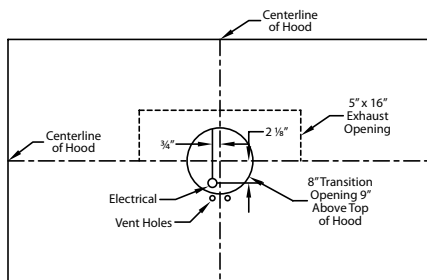 Centerline
of Hood
5” x 16”
Exhaust
Opening
Centerline
of Hood
¾”
2 ⅛”
Electrical
Vent Holes
8” Transition
Opening 9”
Above Top
of Hood